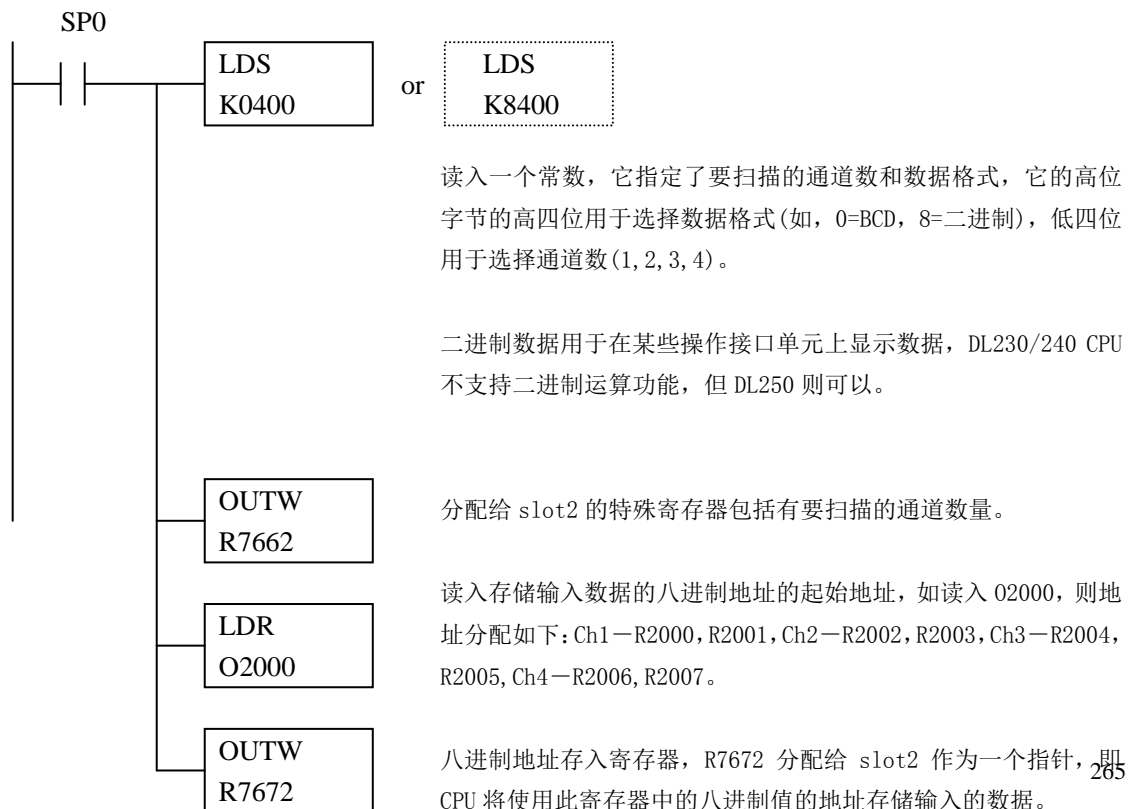 SP0
LDS
K0400
or
LDS
K8400
读入一个常数，它指定了要扫描的通道数和数据格式，它的高位
字节的高四位用于选择数据格式(如，0=BCD，8=二进制)，低四位
用于选择通道数(1,2,3,4)。
二进制数据用于在某些操作接口单元上显示数据，DL230/240 CPU
不支持二进制运算功能，但 DL250 则可以。
OUTW
R7662
分配给 slot2 的特殊寄存器包括有要扫描的通道数量。
LDR
O2000
读入存储输入数据的八进制地址的起始地址，如读入 O2000，则地
址分配如下：Ch1－R2000，R2001，Ch2－R2002，R2003，Ch3－R2004，
R2005,Ch4－R2006,R2007。
OUTW
R7672
八进制地址存入寄存器，R7672 分配给 slot2 作为一个指针，即
CPU 将使用此寄存器中的八进制值的地址存储输入的数据。
265